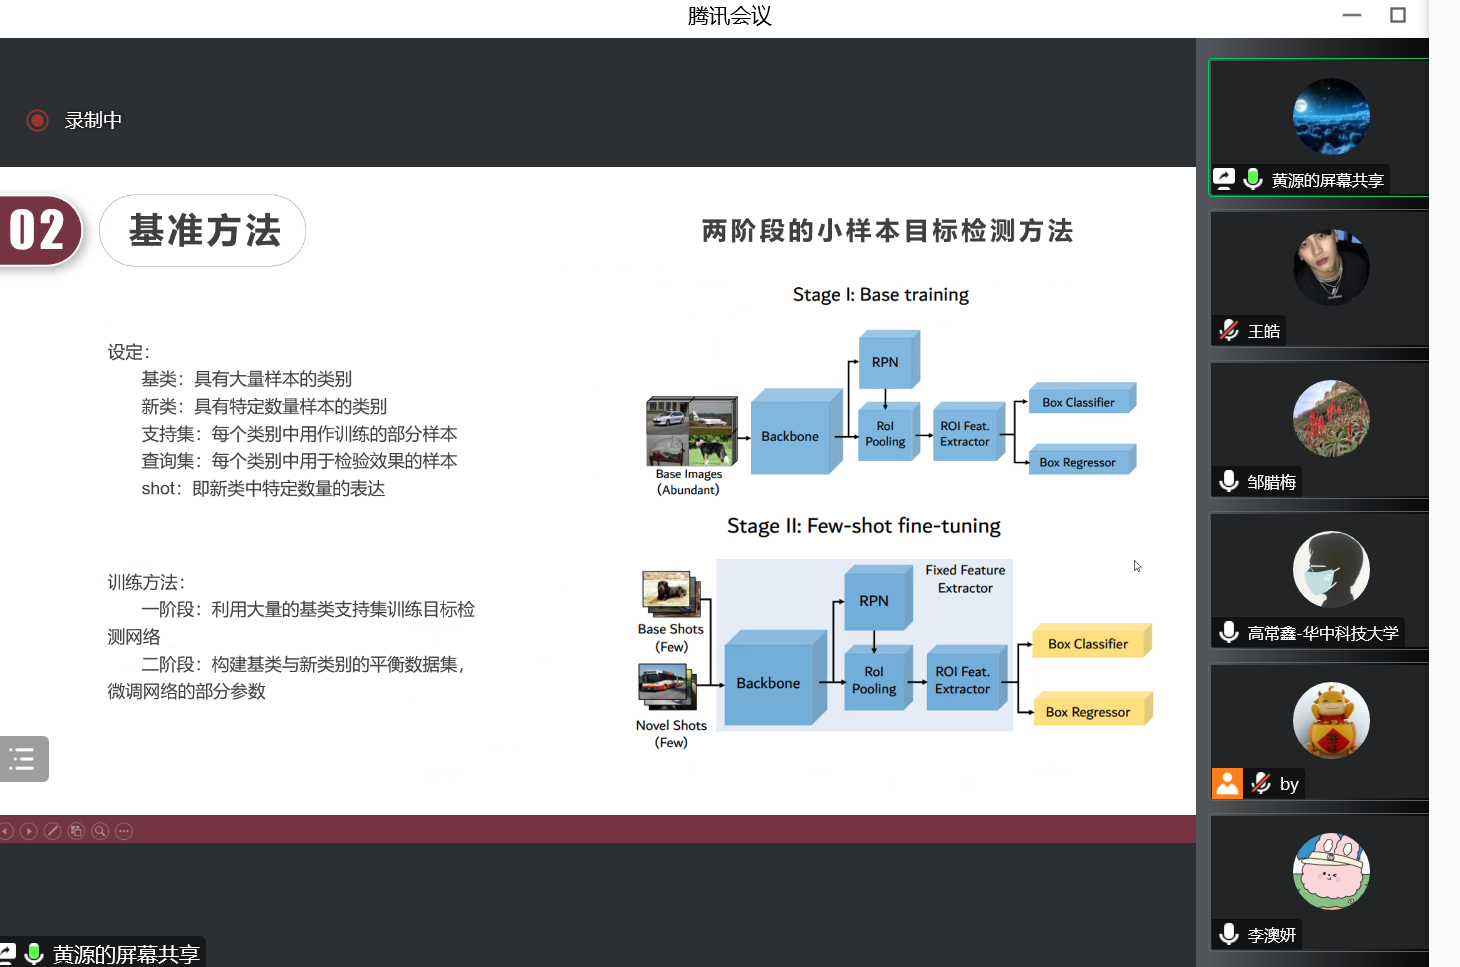 腾讯会议
录制中
02
基准方法
两阶段的小样本目标检测方法
设定：
基类：具有大量样本的类别
新类：具有特定数量样本的类别
支持集：每个类别中用作训练的部分样本
查询集：每个类别中用于检验效果的样本
shot：即新类中特定数量的表达
训练方法：
一阶段：利用大量的基类支持集训练目标检
测网络
二阶段：构建基类与新类别的平衡数据集，
微调网络的部分参数
Stage I: Base training
RPN
Backbone
RoI
Pooling
ROI Feat.
Extractor
Box Classifier
Box Regressor
Base Images
(Abundant)
Stage II: Few-shot fine-tuning
Fixed Feature
Extractor
RPN
Base Shots
(Few)
Backbone
RoI
Pooling
ROI Feat.
Extractor
Box Classifier
Box Regressor
Novel Shots
(Few)
黄源的屏幕共享
王皓
邹腊梅
高常鑫-华中科技大学
by
李澳妍
黄源的屏幕共享